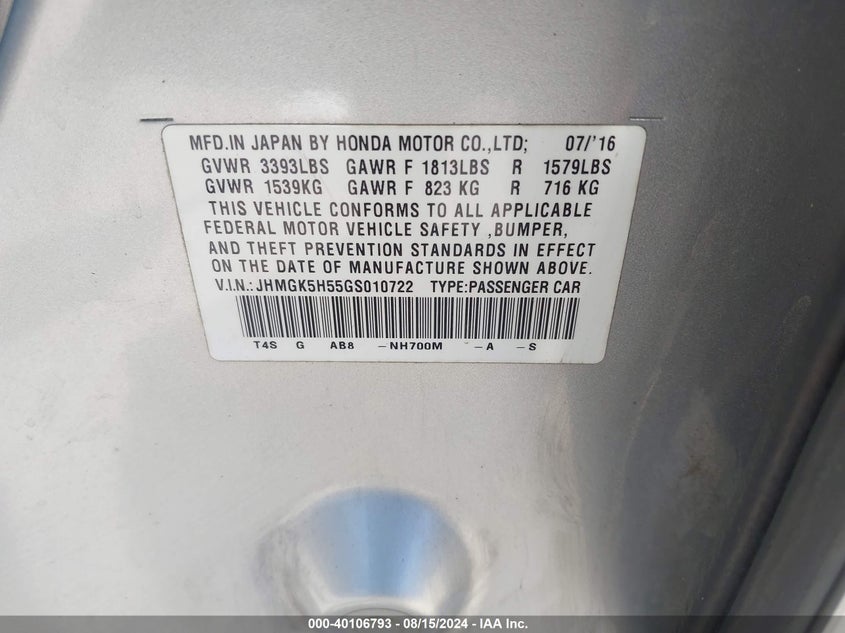 MFD.IN JAPAN BY HONDA MOTOR CO.,LTD; 07/'16
GVWR 3393LBS GAWR F 1813LBS R 1579LBS
GVWR 1539KG GAWR F 823 KG R 716 KG
THIS VEHICLE CONFORMS TO ALL APPLICABLE
FEDERAL MOTOR VEHICLE SAFETY ,BUMPER,
AND THEFT PREVENTION STANDARDS IN EFFECT
ON THE DATE OF MANUFACTURE SHOWN ABOVE.
V.I.N.: JHMGK5H55GS010722 TYPE:PASSENGER CAR
T4S G AB8 -NH700M -A -S
000-40106793 - 08/15/2024 - IAA Inc.